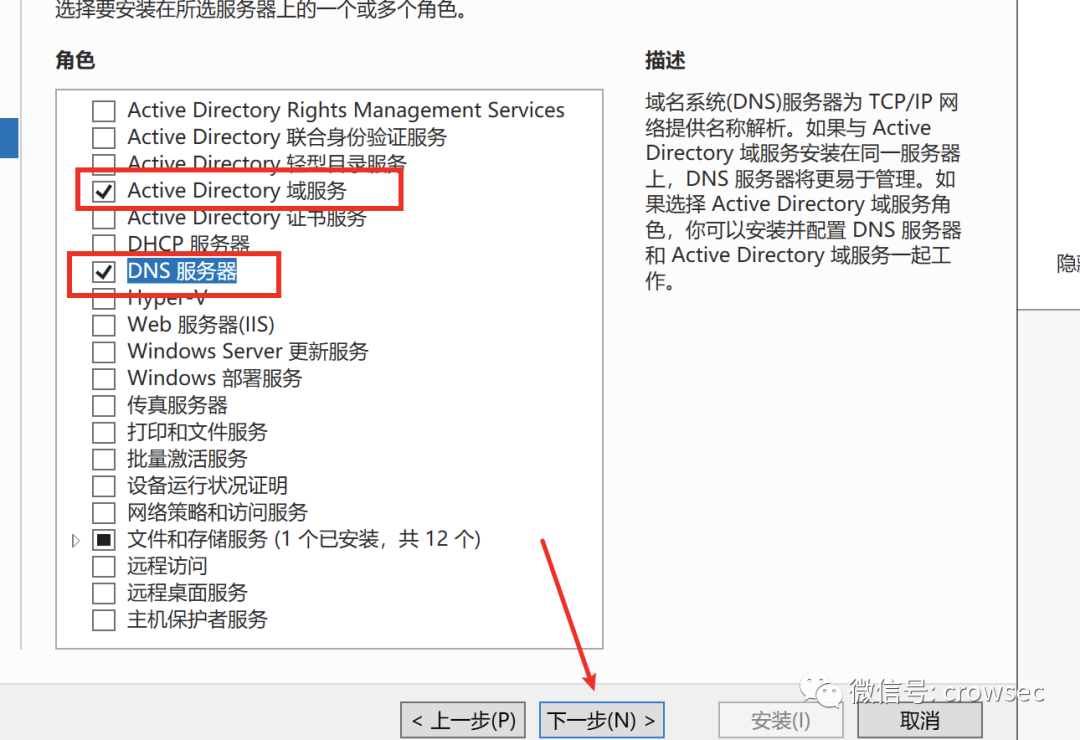 选择要安装在所选服务器上的一个或多个角色。
角色
Active Directory Rights Management Services
Active Directory 联合身份验证服务
Active Directory 轻型目录服务
Active Directory 域服务
Active Directory 证书服务
DHCP 服务器
DNS 服务器
Hyper-V
Web 服务器(IIS)
Windows Server 更新服务
Windows 部署服务
传真服务器
打印和文件服务
批量激活服务
设备运行状况证明
网络策略和访问服务
文件和存储服务 (1 个已安装，共 12 个)
远程访问
远程桌面服务
主机保护者服务
描述
域名系统(DNS)服务器为 TCP/IP 网
络提供名称解析。如果与 Active
Directory 域服务安装在同一服务器
上，DNS 服务器将更易于管理。如
果选择 Active Directory 域服务角
色，你可以安装并配置 DNS 服务器
和 Active Directory 域服务一起工
作。
隐
微信号: crowsec
< 上一步(P)
下一步(N) >
安装(I)
取消